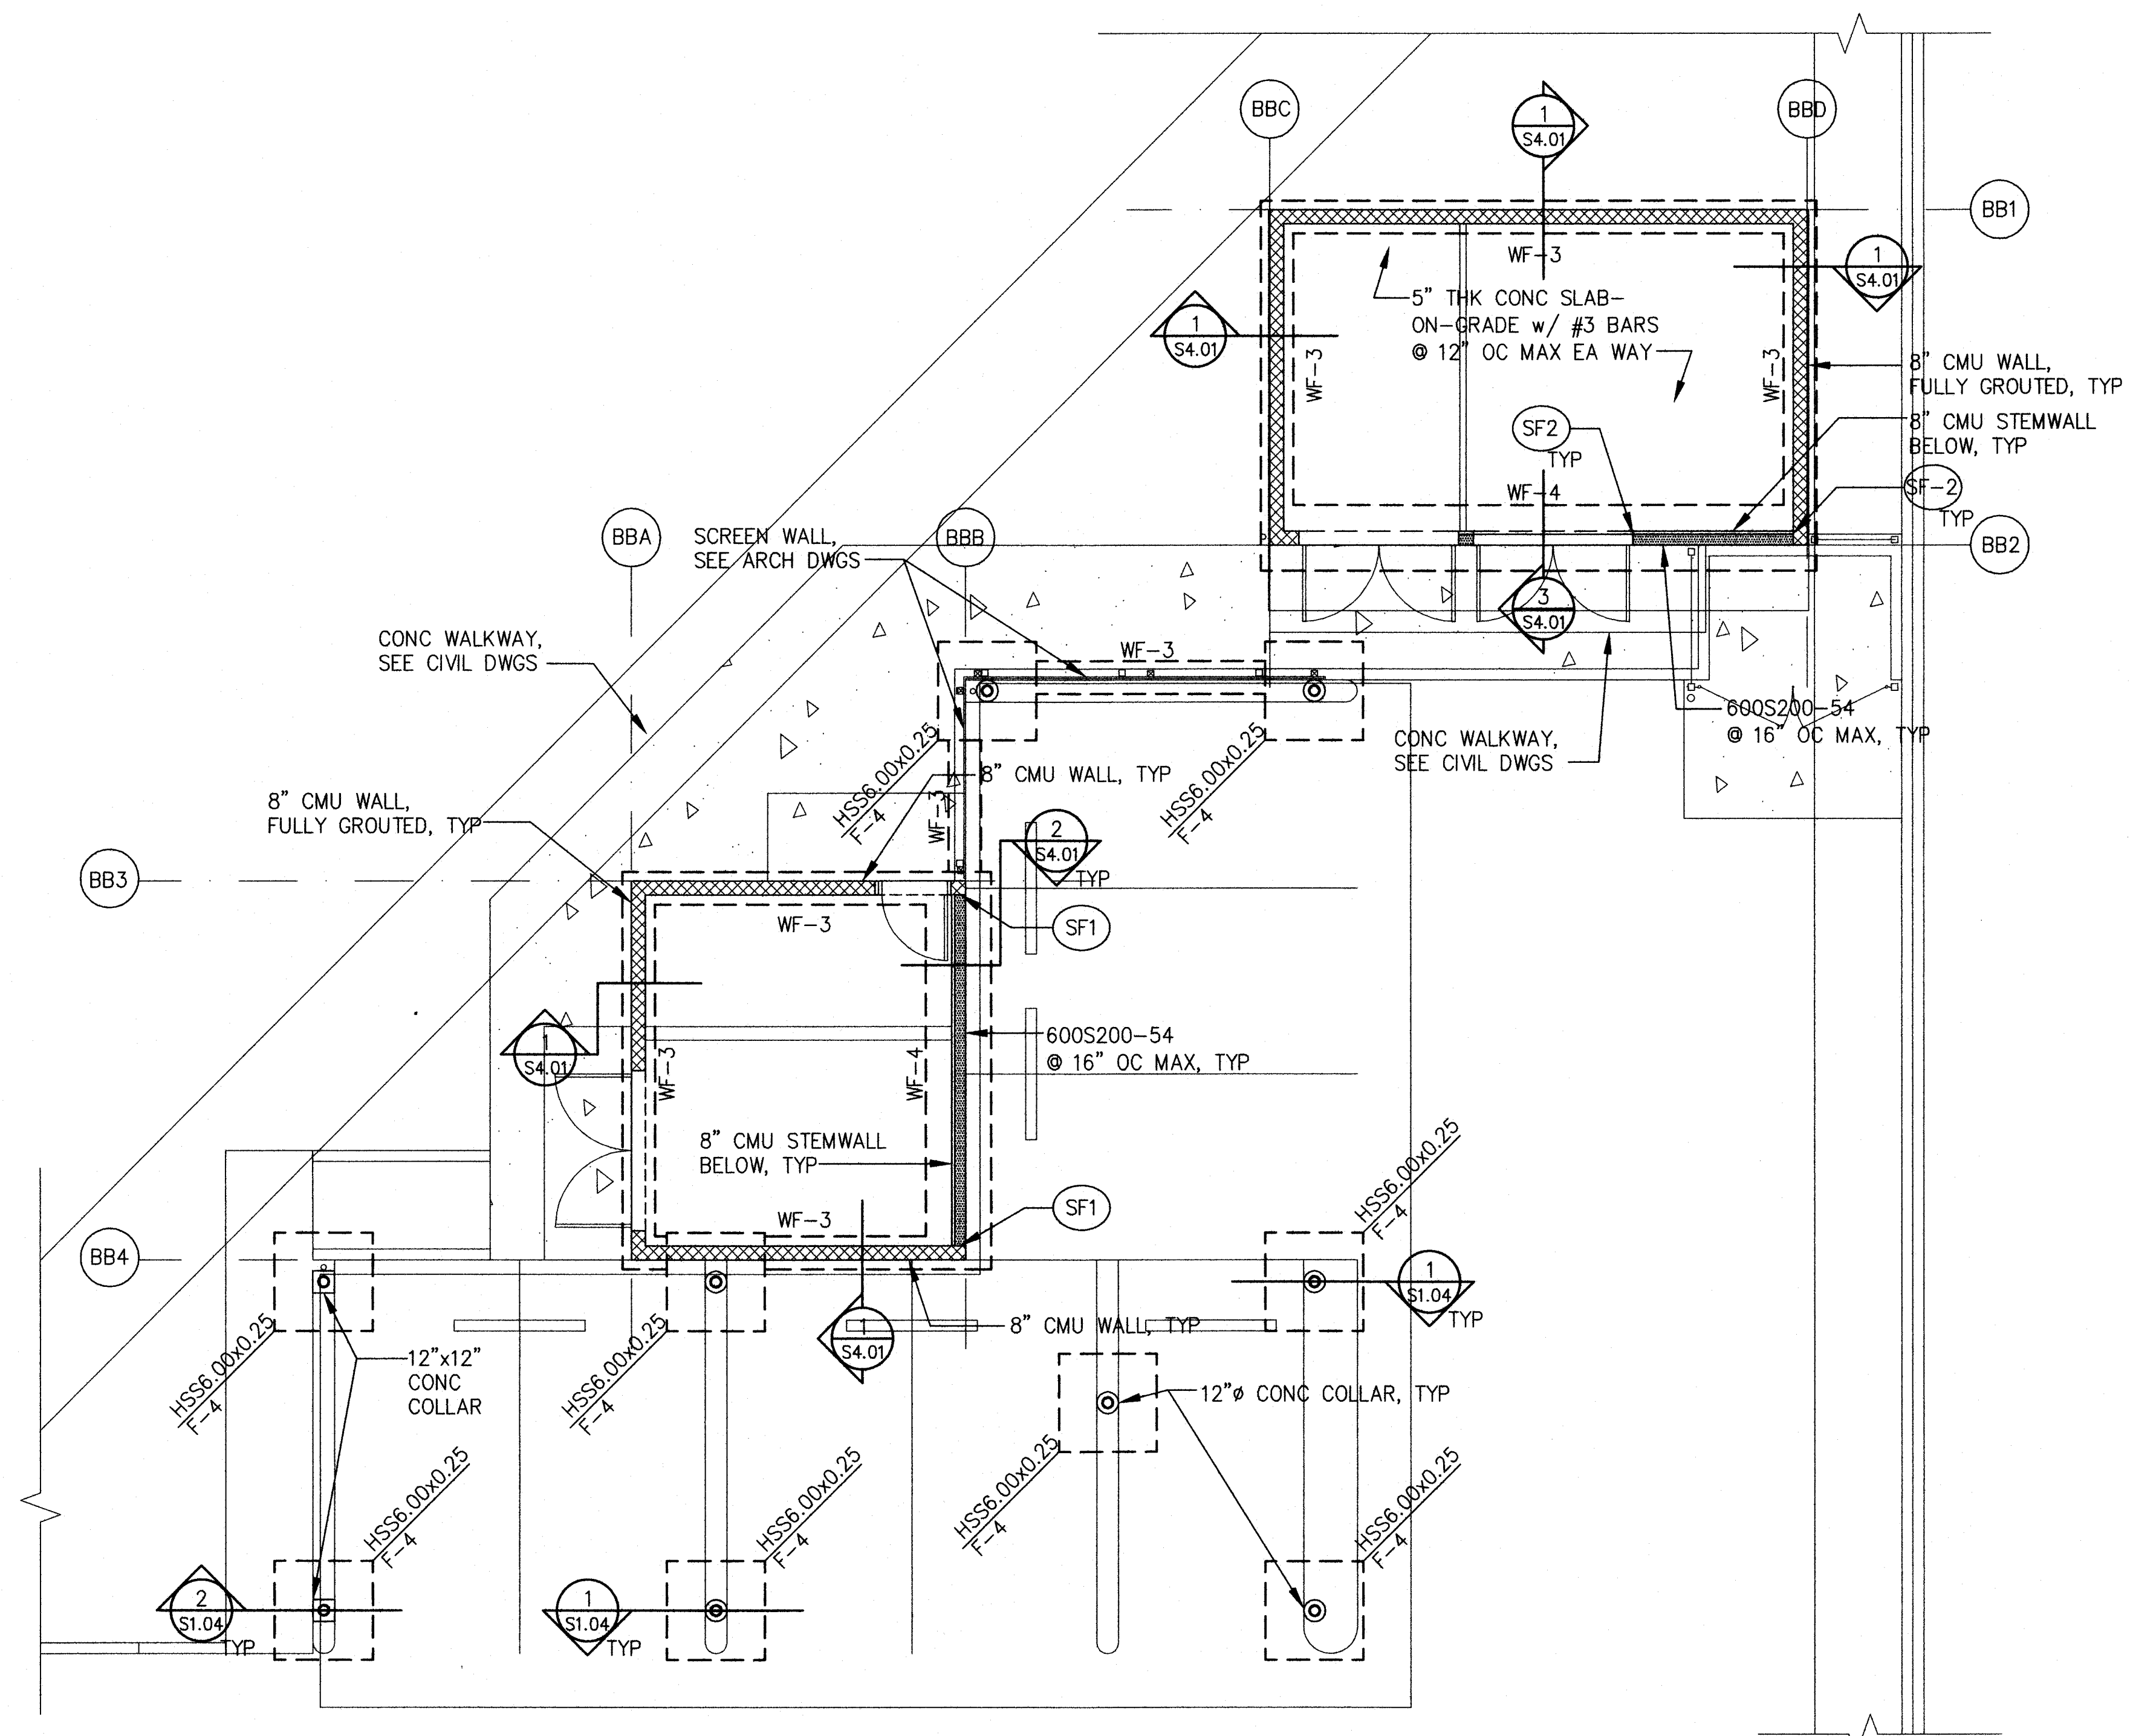 BBC
BBD
1
S4.01
BB1
WF-3
1
S4.01
5" THK CONC SLAB-
ON-GRADE w/ #3 BARS
@ 12" OC MAX EA WAY
1
S4.01
WF-3
WF-3
8" CMU WALL,
FULLY GROUTED, TYP
8" CMU STEMWALL
BELOW, TYP
SF2
TYP
SF-2
TYP
WF-4
BBA
BBB
SCREEN WALL,
SEE ARCH DWGS
BB2
3
S4.01
CONC WALKWAY,
SEE CIVIL DWGS
WF-3
600S200-54
@ 16" OC MAX, TYP
CONC WALKWAY,
SEE CIVIL DWGS
HSS6.00x0.25
F-4
HSS6.00x0.25
F-4
8" CMU WALL, TYP
8" CMU WALL,
FULLY GROUTED, TYP
WF-3
2
S4.01
TYP
BB3
WF-3
SF1
1
S4.01
WF-3
WF-4
600S200-54
@ 16" OC MAX, TYP
8" CMU STEMWALL
BELOW, TYP
HSS6.00x0.25
F-4
WF-3
SF1
BB4
1
S1.04
TYP
1
S4.01
8" CMU WALL, TYP
HSS6.00x0.25
F-4
12"x12"
CONC
COLLAR
HSS6.00x0.25
F-4
12"ø CONC COLLAR, TYP
HSS6.00x0.25
F-4
HSS6.00x0.25
F-4
HSS6.00x0.25
F-4
HSS6.00x0.25
F-4
2
S1.04
TYP
1
S1.04
TYP